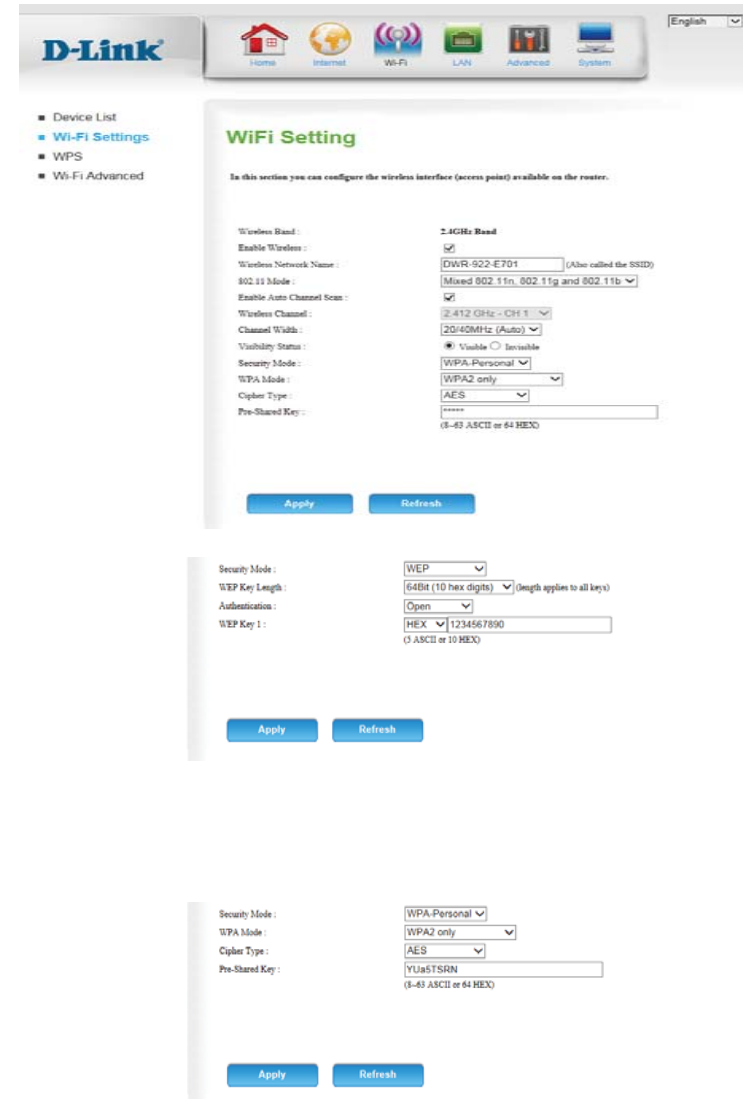 English
D-Link
Home Internet Wi-Fi LAN Advanced System
Device List
Wi-Fi Settings
WPS
Wi-Fi Advanced
WiFi Setting
In this section you can configure the wireless interface (access point) available on the router.
Wireless Band : 2.4GHz Band
Enable Wireless :
Wireless Network Name : DWR-922-E701 (Also called the SSID)
802.11 Mode : Mixed 802.11n, 802.11g and 802.11b
Enable Auto Channel Scan :
Wireless Channel : 2.412 GHz - CH 1
Channel Width : 20/40MHz (Auto)
Visibility Status : Visible Invisible
Security Mode : WPA-Personal
WPA Mode : WPA2 only
Cipher Type : AES
Pre-Shared Key : *****
(8~63 ASCII or 64 HEX)
Apply Refresh
Security Mode : WEP
WEP Key Length : 64Bit (10 hex digits) (length applies to all keys)
Authentication : Open
WEP Key 1 : HEX 1234567890
(5 ASCII or 10 HEX)
Apply Refresh
Security Mode : WPA-Personal
WPA Mode : WPA2 only
Cipher Type : AES
Pre-Shared Key : YUa5TSRN
(8~63 ASCII or 64 HEX)
Apply Refresh